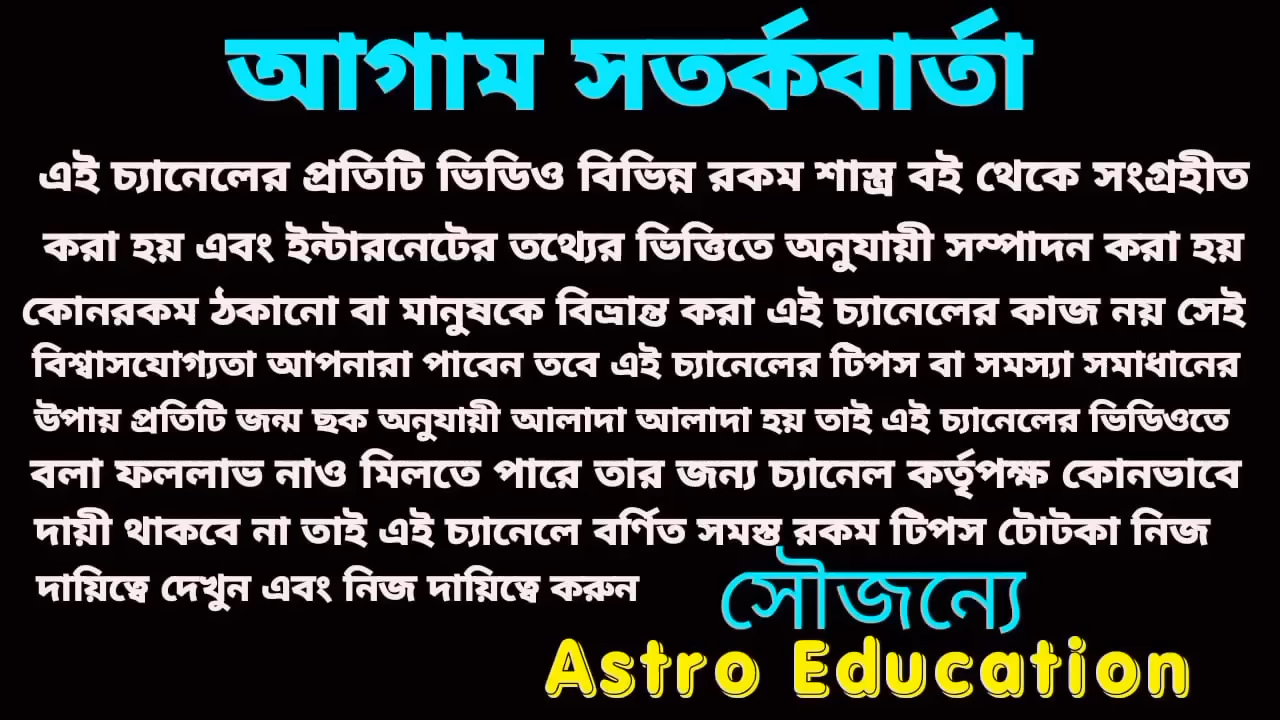 আগাম সতর্কবার্তা
এই চ্যানেলের প্রতিটি ভিডিও বিভিন্ন রকম শাস্ত্র বই থেকে সংগ্রহীত
করা হয় এবং ইন্টারনেটের তথ্যের ভিত্তিতে অনুযায়ী সম্পাদন করা হয়
কোনরকম ঠকানো বা মানুষকে বিভ্রান্ত করা এই চ্যানেলের কাজ নয় সেই
বিশ্বাসযোগ্যতা আপনারা পাবেন তবে এই চ্যানেলের টিপস বা সমস্যা সমাধানের
উপায় প্রতিটি জন্ম ছক অনুযায়ী আলাদা আলাদা হয় তাই এই চ্যানেলের ভিডিওতে
বলা ফললাভ নাও মিলতে পারে তার জন্য চ্যানেল কর্তৃপক্ষ কোনভাবে
দায়ী থাকবে না তাই এই চ্যানেলে বর্ণিত সমস্ত রকম টিপস টোটকা নিজ
দায়িত্বে দেখুন এবং নিজ দায়িত্বে করুন
সৌজন্যে
Astro Education